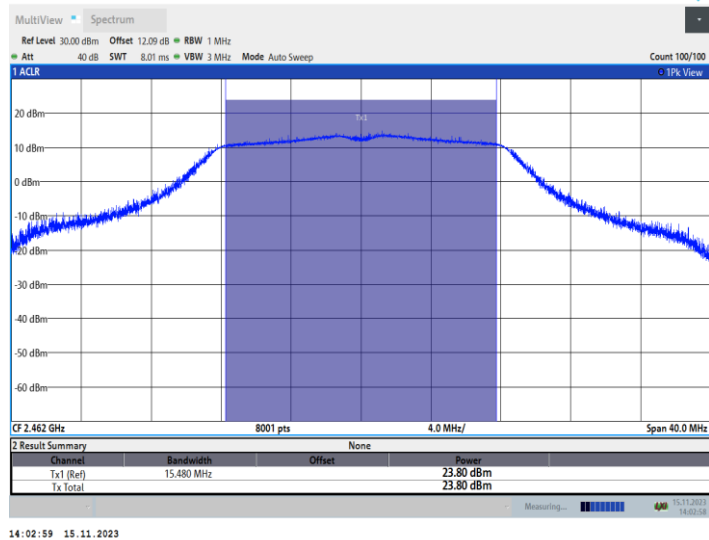 MultiView Spectrum
Ref Level 30.00 dBm Offset 12.09 dB RBW 1 MHz
Att 40 dB SWT 8.01 ms VBW 3 MHz Mode Auto Sweep Count 100/100
1 ACLR 1Pk View
Tx1
20 dBm
10 dBm
0 dBm
-10 dBm
-20 dBm
-30 dBm
-40 dBm
-50 dBm
-60 dBm
CF 2.462 GHz 8001 pts 4.0 MHz/ Span 40.0 MHz
2 Result Summary None
Channel Bandwidth Offset Power
Tx1 (Ref) 15.480 MHz 23.80 dBm
Tx Total 23.80 dBm
Measuring... 15.11.2023
14:02:58
14:02:59 15.11.2023